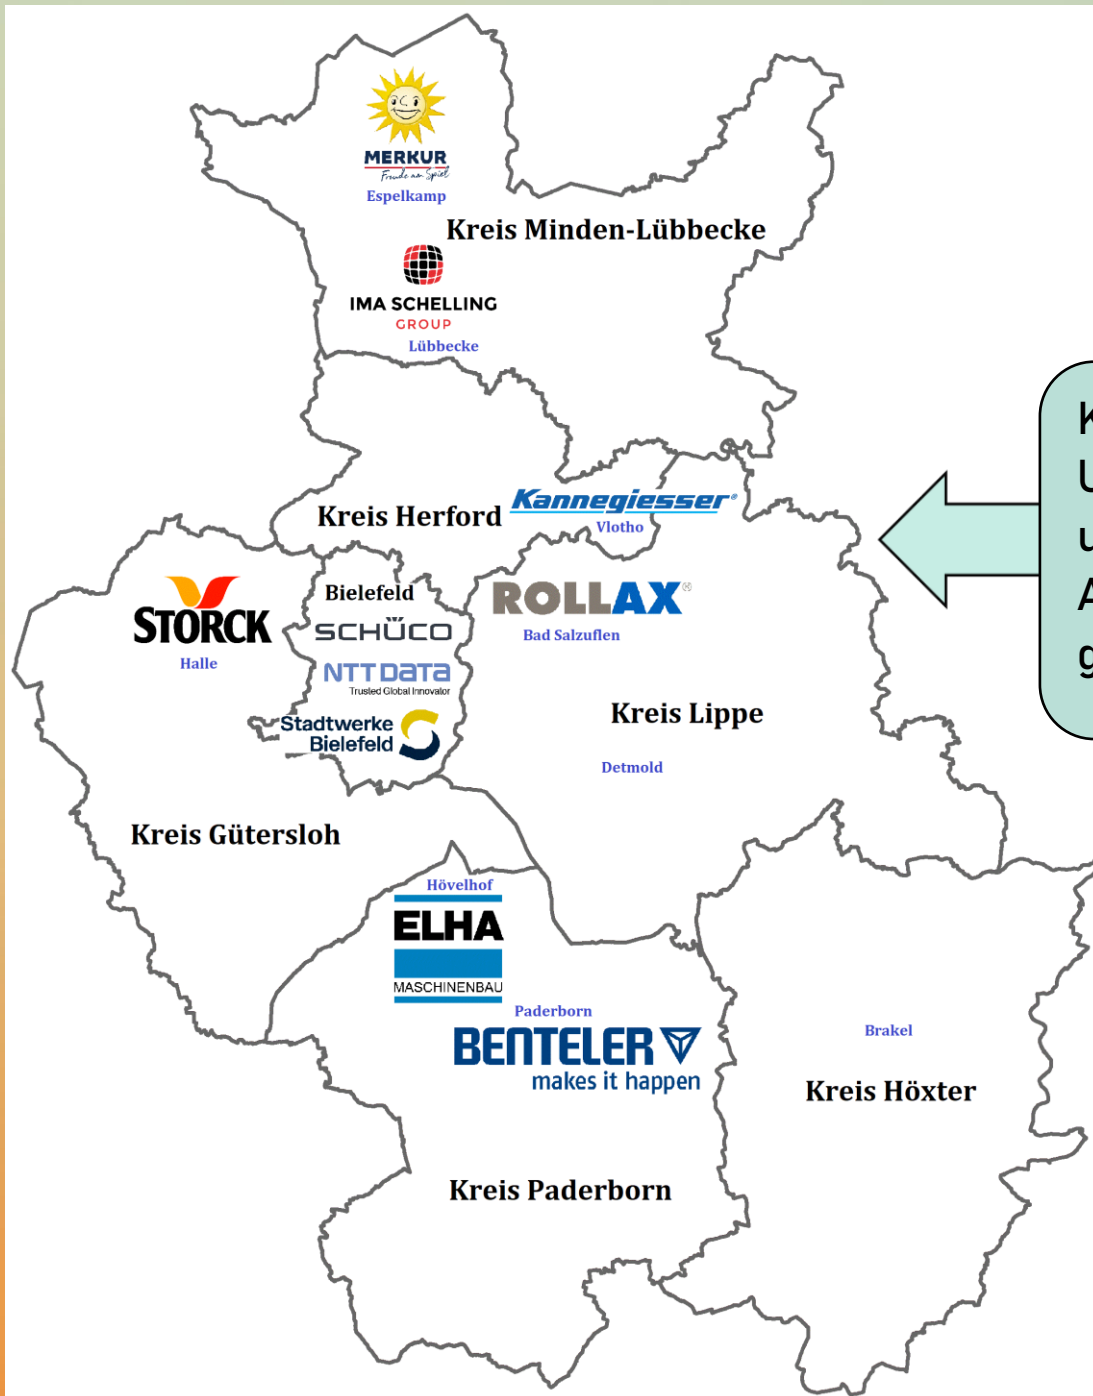 MERKUR
Freude am Spiel
Espelkamp
Kreis Minden-Lübbecke
IMA SCHELLING
GROUP
Lübbecke
Kreis Herford
Kannegiesser®
Vlotho
STORCK
Halle
Bielefeld
SCHÜCO
NTT DATA
Trusted Global Innovator
Stadtwerke
Bielefeld
ROLLAX®
Bad Salzuflen
Kreis Lippe
Detmold
Kreis Gütersloh
Hövelhof
ELHA
MASCHINENBAU
Paderborn
BENTELER
makes it happen
Kreis Paderborn
Brakel
Kreis Höxter